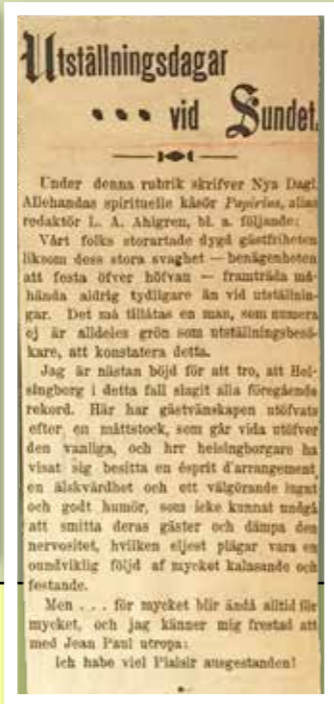 Utställningsdagar
... vid Sundet.
Under denna rubrik skrifver Nya Dagl.
Allehandas spirituelle kåsör Papirius, alias
redaktör L. A. Ahlgren, bl. a. följande:
Vårt folks storartade dygd gästfriheten
liksom dess stora svaghet — benägenheten
att festa öfver höfvan — framträda må-
hända aldrig tydligare än vid utställnin-
gar. Det må tillåtas en man, som numera
ej är alldeles grön som utställningsbesö-
kare, att konstatera detta.
Jag är nästan böjd för att tro, att Hel-
singborg i detta fall slagit alla föregående
rekord. Här har gästvänskapen utöfvats
efter en måttstock, som går vida utöfver
den vanliga, och hrr helsingborgare ha
visat sig besitta en ésprit d'arrangement,
en älskvärdhet och ett välgörande lugnt
och godt humör, som icke kunnat undgå
att smitta deras gäster och dämpa den
nervositet, hvilken eljest plägar vara en
oundviklig följd af mycket kalasande och
festande.
Men . . . för mycket blir ändå alltid för
mycket, och jag känner mig frestad att
med Jean Paul utropa:
Ich habe viel Plaisir ausgestanden!